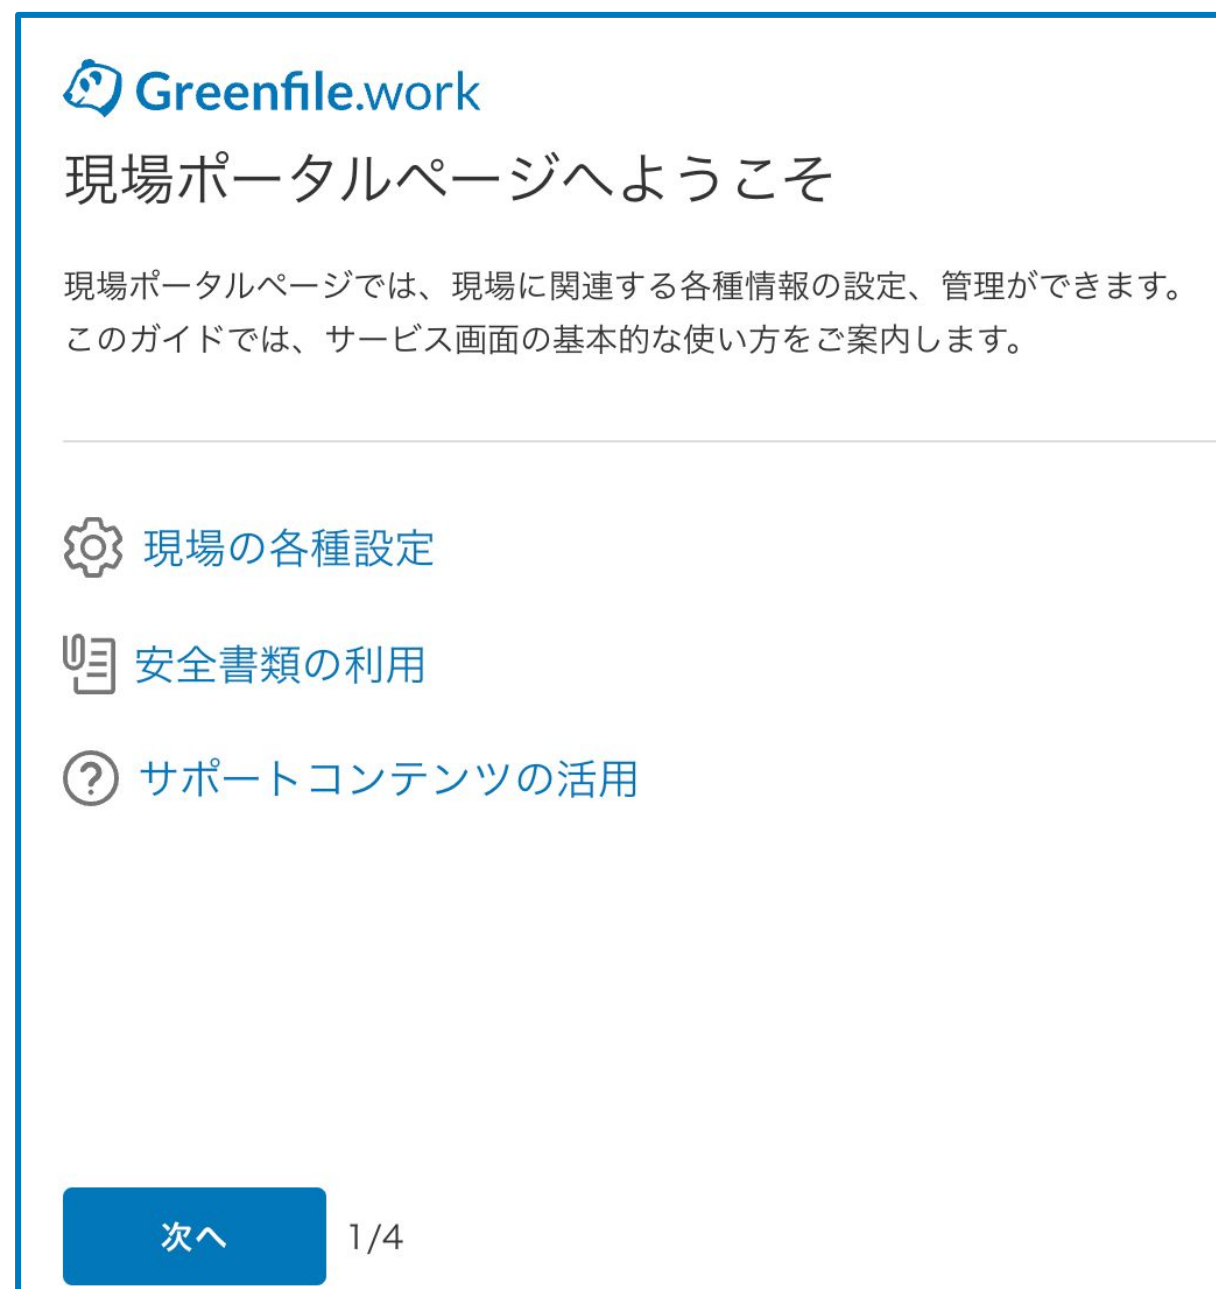 Greenfile.work
現場ポータルページへようこそ
現場ポータルページでは、現場に関連する各種情報の設定、管理ができます。
このガイドでは、サービス画面の基本的な使い方をご案内します。
現場の各種設定
安全書類の利用
サポートコンテンツの活用
次へ 1/4